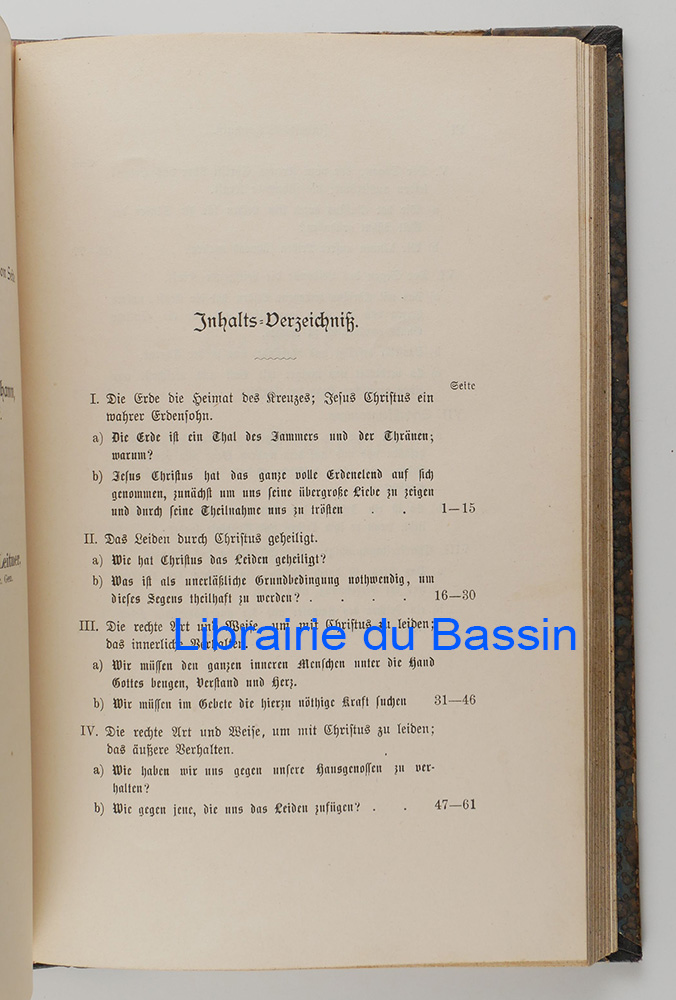 Inhalts-Verzeichniß.
Seite
I. Die Erde die Heimat des Kreuzes; Jesus Christus ein
wahrer Erdensohn.
a) Die Erde ist ein Thal des Jammers und der Thränen;
warum?
b) Jesus Christus hat das ganze volle Erdenelend auf sich
genommen, zunächst um uns seine übergroße Liebe zu zeigen
und durch seine Theilnahme uns zu trösten . . 1—15
II. Das Leiden durch Christus geheiligt.
a) Wie hat Christus das Leiden geheiligt?
b) Was ist als unerläßliche Grundbedingung nothwendig, um
dieses Segens theilhaft zu werden? . . . . 16—30
III. Die rechte Art und Weise, um mit Christus zu leiden;
das innerliche Verhalten.
Librairie du Bassin
a) Wir müssen den ganzen inneren Menschen unter die Hand
Gottes beugen, Verstand und Herz.
b) Wir müssen im Gebete die hierzu nöthige Kraft suchen 31—46
IV. Die rechte Art und Weise, um mit Christus zu leiden;
das äußere Verhalten.
a) Wie haben wir uns gegen unsere Hausgenossen zu ver-
halten?
b) Wie gegen jene, die uns das Leiden zufügen? . . 47—61